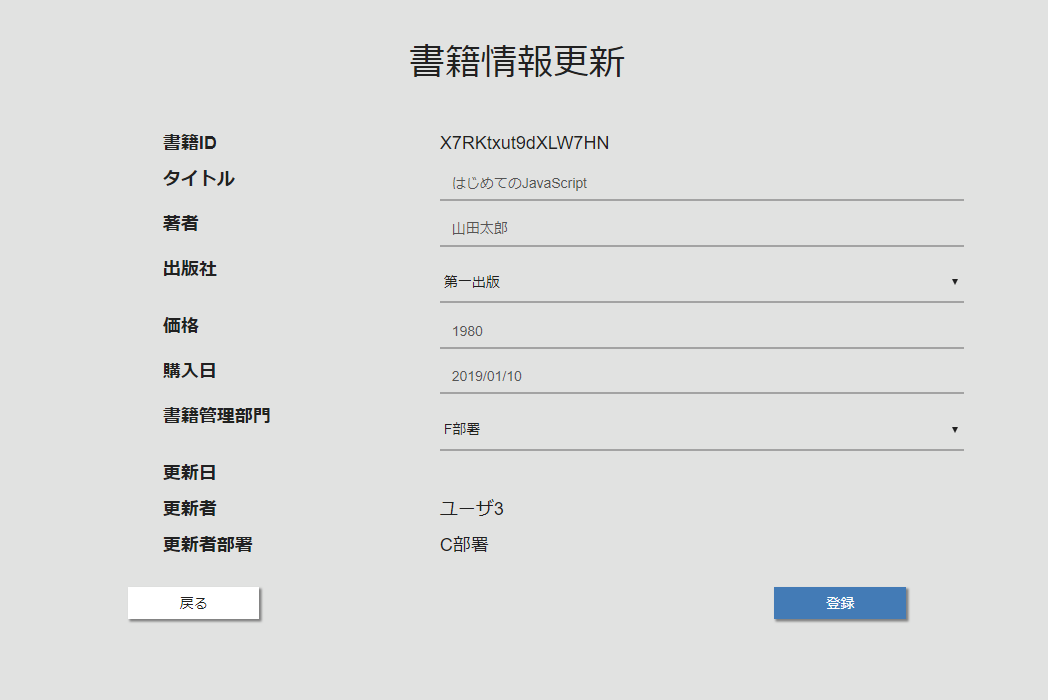 書籍情報更新
書籍ID X7RKtxut9dXLW7HN
タイトル はじめてのJavaScript
著者 山田太郎
出版社 第一出版 ▼
価格 1980
購入日 2019/01/10
書籍管理部門 F部署 ▼
更新日
更新者 ユーザ3
更新者部署 C部署
戻る 登録